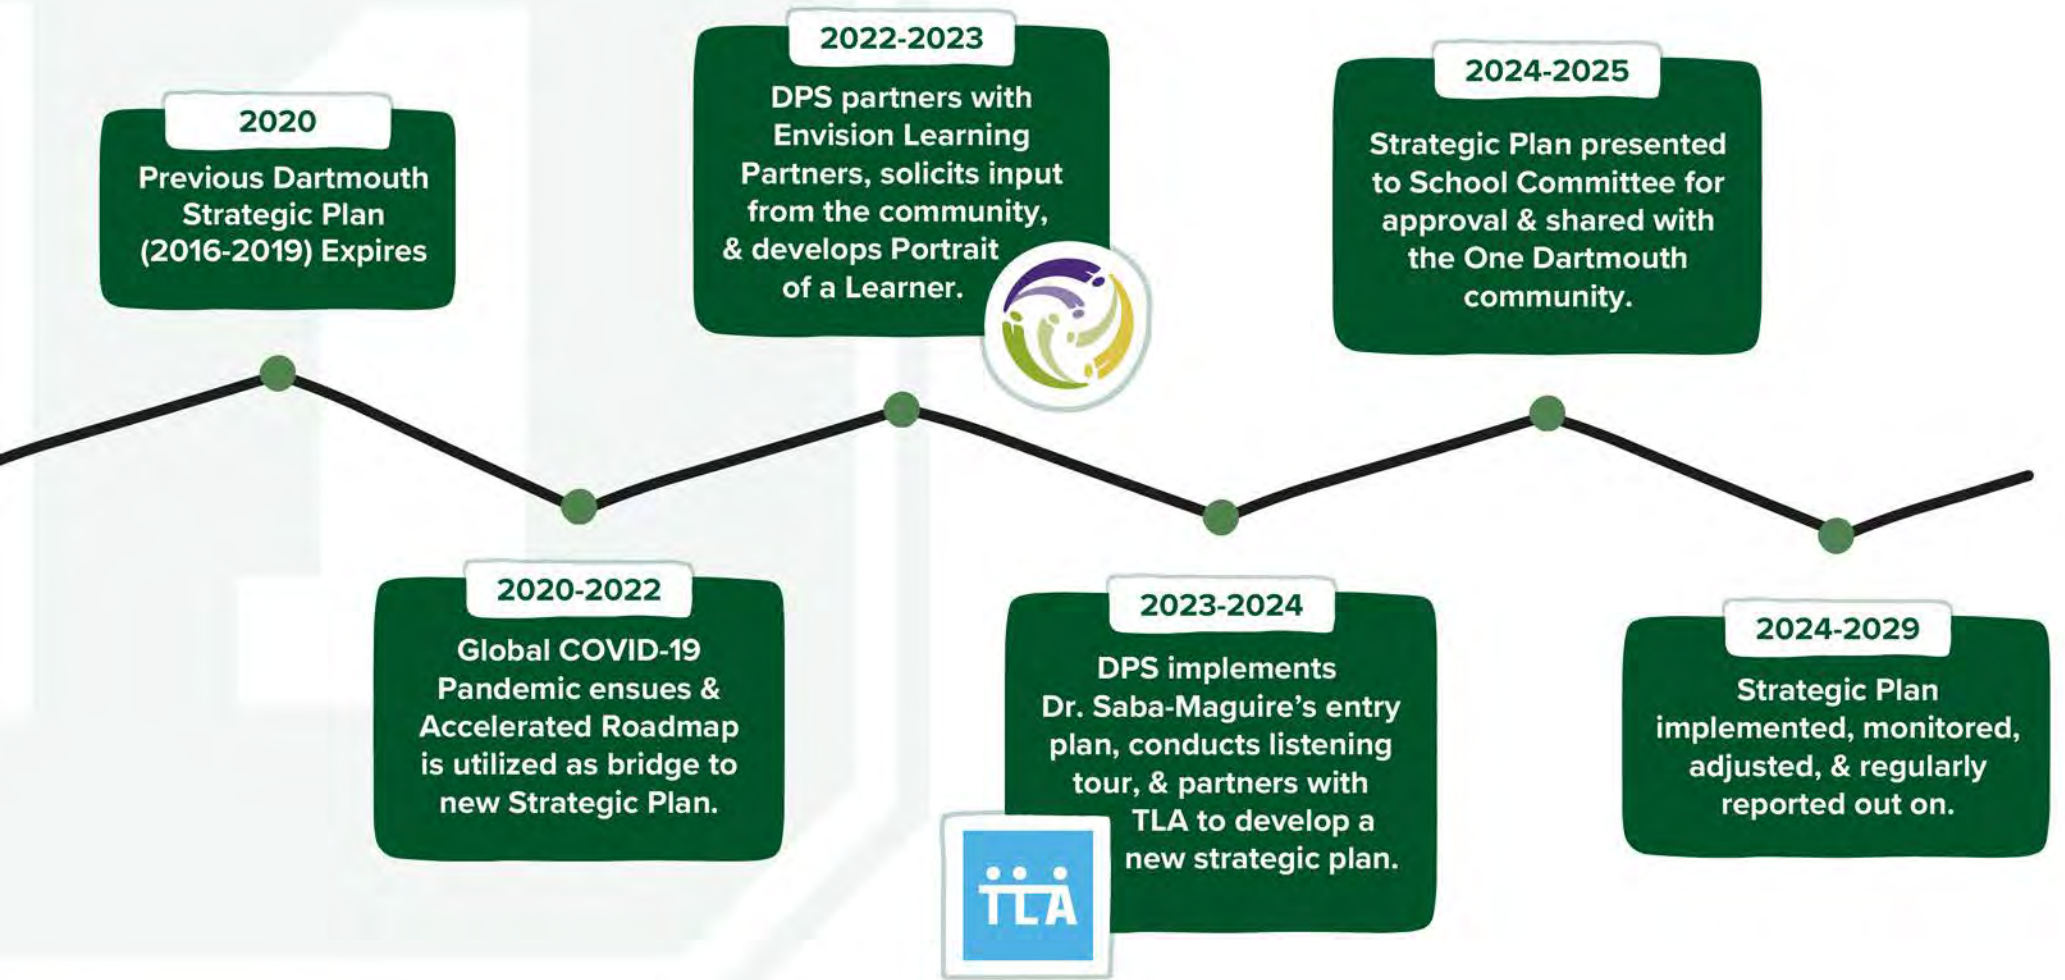 2020
Previous Dartmouth
Strategic Plan
(2016-2019) Expires
2020-2022
Global COVID-19
Pandemic ensues &
Accelerated Roadmap
is utilized as bridge to
new Strategic Plan.
2022-2023
DPS partners with
Envision Learning
Partners, solicits input
from the community,
& develops Portrait
of a Learner.
2023-2024
DPS implements
Dr. Saba-Maguire’s entry
plan, conducts listening
tour, & partners with
TLA to develop a
new strategic plan.
TLA
2024-2025
Strategic Plan presented
to School Committee for
approval & shared with
the One Dartmouth
community.
2024-2029
Strategic Plan
implemented, monitored,
adjusted, & regularly
reported out on.